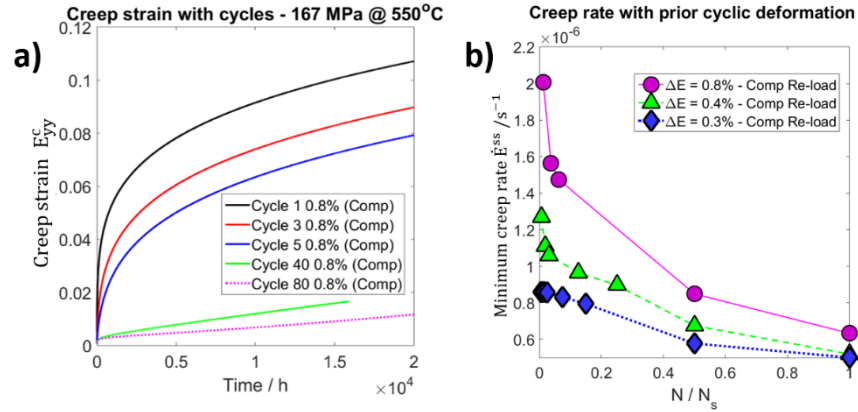 Creep strain with cycles - 167 MPa @ 550°C
a)
Creep strain E^c_yy
0.12
0.1
0.08
0.06
0.04
0.02
0
Cycle 1 0.8% (Comp)
Cycle 3 0.8% (Comp)
Cycle 5 0.8% (Comp)
Cycle 40 0.8% (Comp)
Cycle 80 0.8% (Comp)
0 0.5 1 1.5 2
Time / h ×10⁴
Creep rate with prior cyclic deformation
b)
×10⁻⁶
Minimum creep rate Ė^ss /s⁻¹
2.2
2
1.8
1.6
1.4
1.2
1
0.8
0.6
0.4
ΔE = 0.8% - Comp Re-load
ΔE = 0.4% - Comp Re-load
ΔE = 0.3% - Comp Re-load
0 0.2 0.4 0.6 0.8
N / N_s